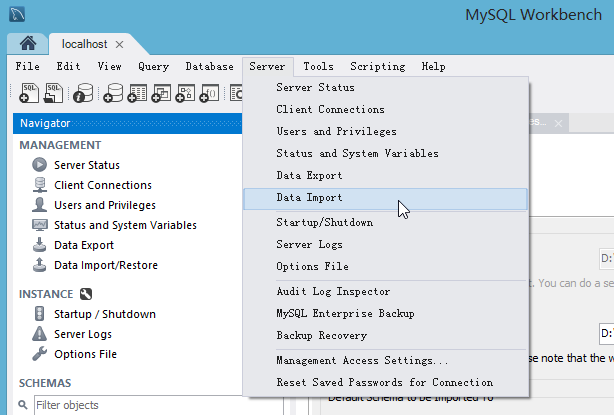 MySQL Workbench
localhost
File Edit View Query Database Server Tools Scripting Help
SQL SQL
Navigator
MANAGEMENT
Server Status
Client Connections
Users and Privileges
Status and System Variables
Data Export
Data Import/Restore
INSTANCE
Startup / Shutdown
Server Logs
Options File
SCHEMAS
Filter objects
Server Status
Client Connections
Users and Privileges
Status and System Variables
Data Export
Data Import
Startup/Shutdown
Server Logs
Options File
Audit Log Inspector
MySQL Enterprise Backup
Backup Recovery
Management Access Settings...
Reset Saved Passwords for Connection
es..
D:
t. You can do a se
D:
se note that the w
Default Schema to be Imported To